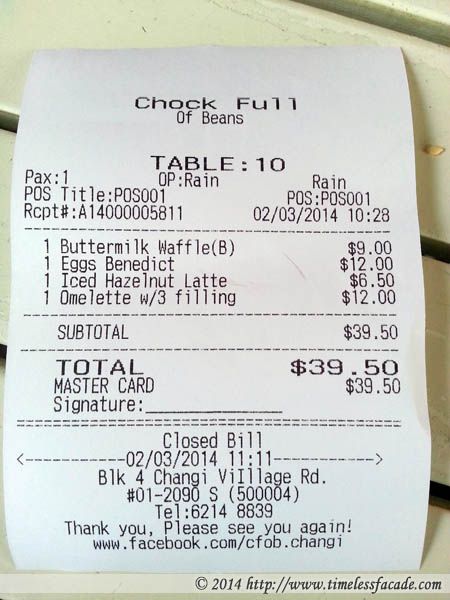 Chock Full
Of Beans
TABLE:10
Pax:1 OP:Rain Rain
POS Title:POS001 POS:POS001
Rcpt#:A14000005811 02/03/2014 10:28
1 Buttermilk Waffle(B) $9.00
1 Eggs Benedict $12.00
1 Iced Hazelnut Latte $6.50
1 Omelette w/3 filling $12.00
SUBTOTAL $39.50
TOTAL $39.50
MASTER CARD $39.50
Signature:_______________
Closed Bill
<-----------02/03/2014 11:11----------->
Blk 4 Changi ViIllage Rd.
#01-2090 S (500004)
Tel:6214 8839
Thank you, Please see you again!
www.facebook.com/cfob.changi
© 2014 http://www.timelessfacade.com